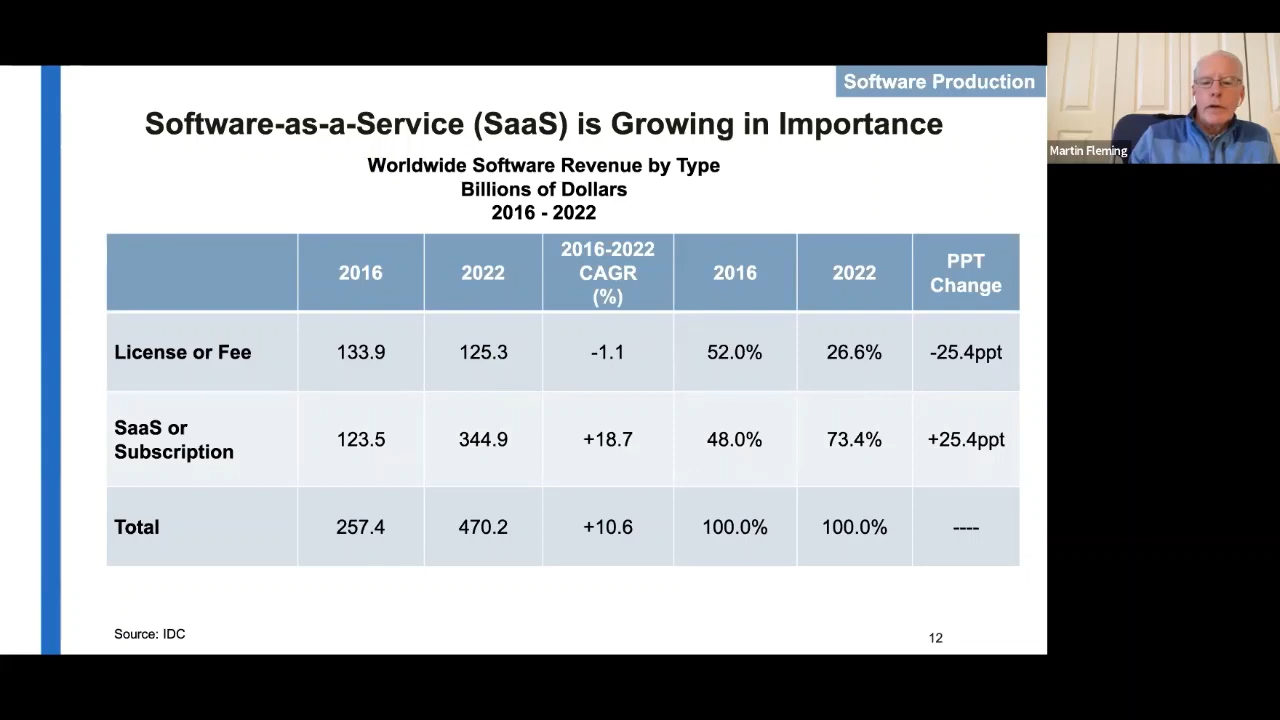 Software Production
Software-as-a-Service (SaaS) is Growing in Importance
Worldwide Software Revenue by Type
Billions of Dollars
2016 - 2022
2016 2022 2016-2022 CAGR (%) 2016 2022 PPT Change
License or Fee 133.9 125.3 -1.1 52.0% 26.6% -25.4ppt
SaaS or Subscription 123.5 344.9 +18.7 48.0% 73.4% +25.4ppt
Total 257.4 470.2 +10.6 100.0% 100.0% ----
Source: IDC
12
Martin Fleming